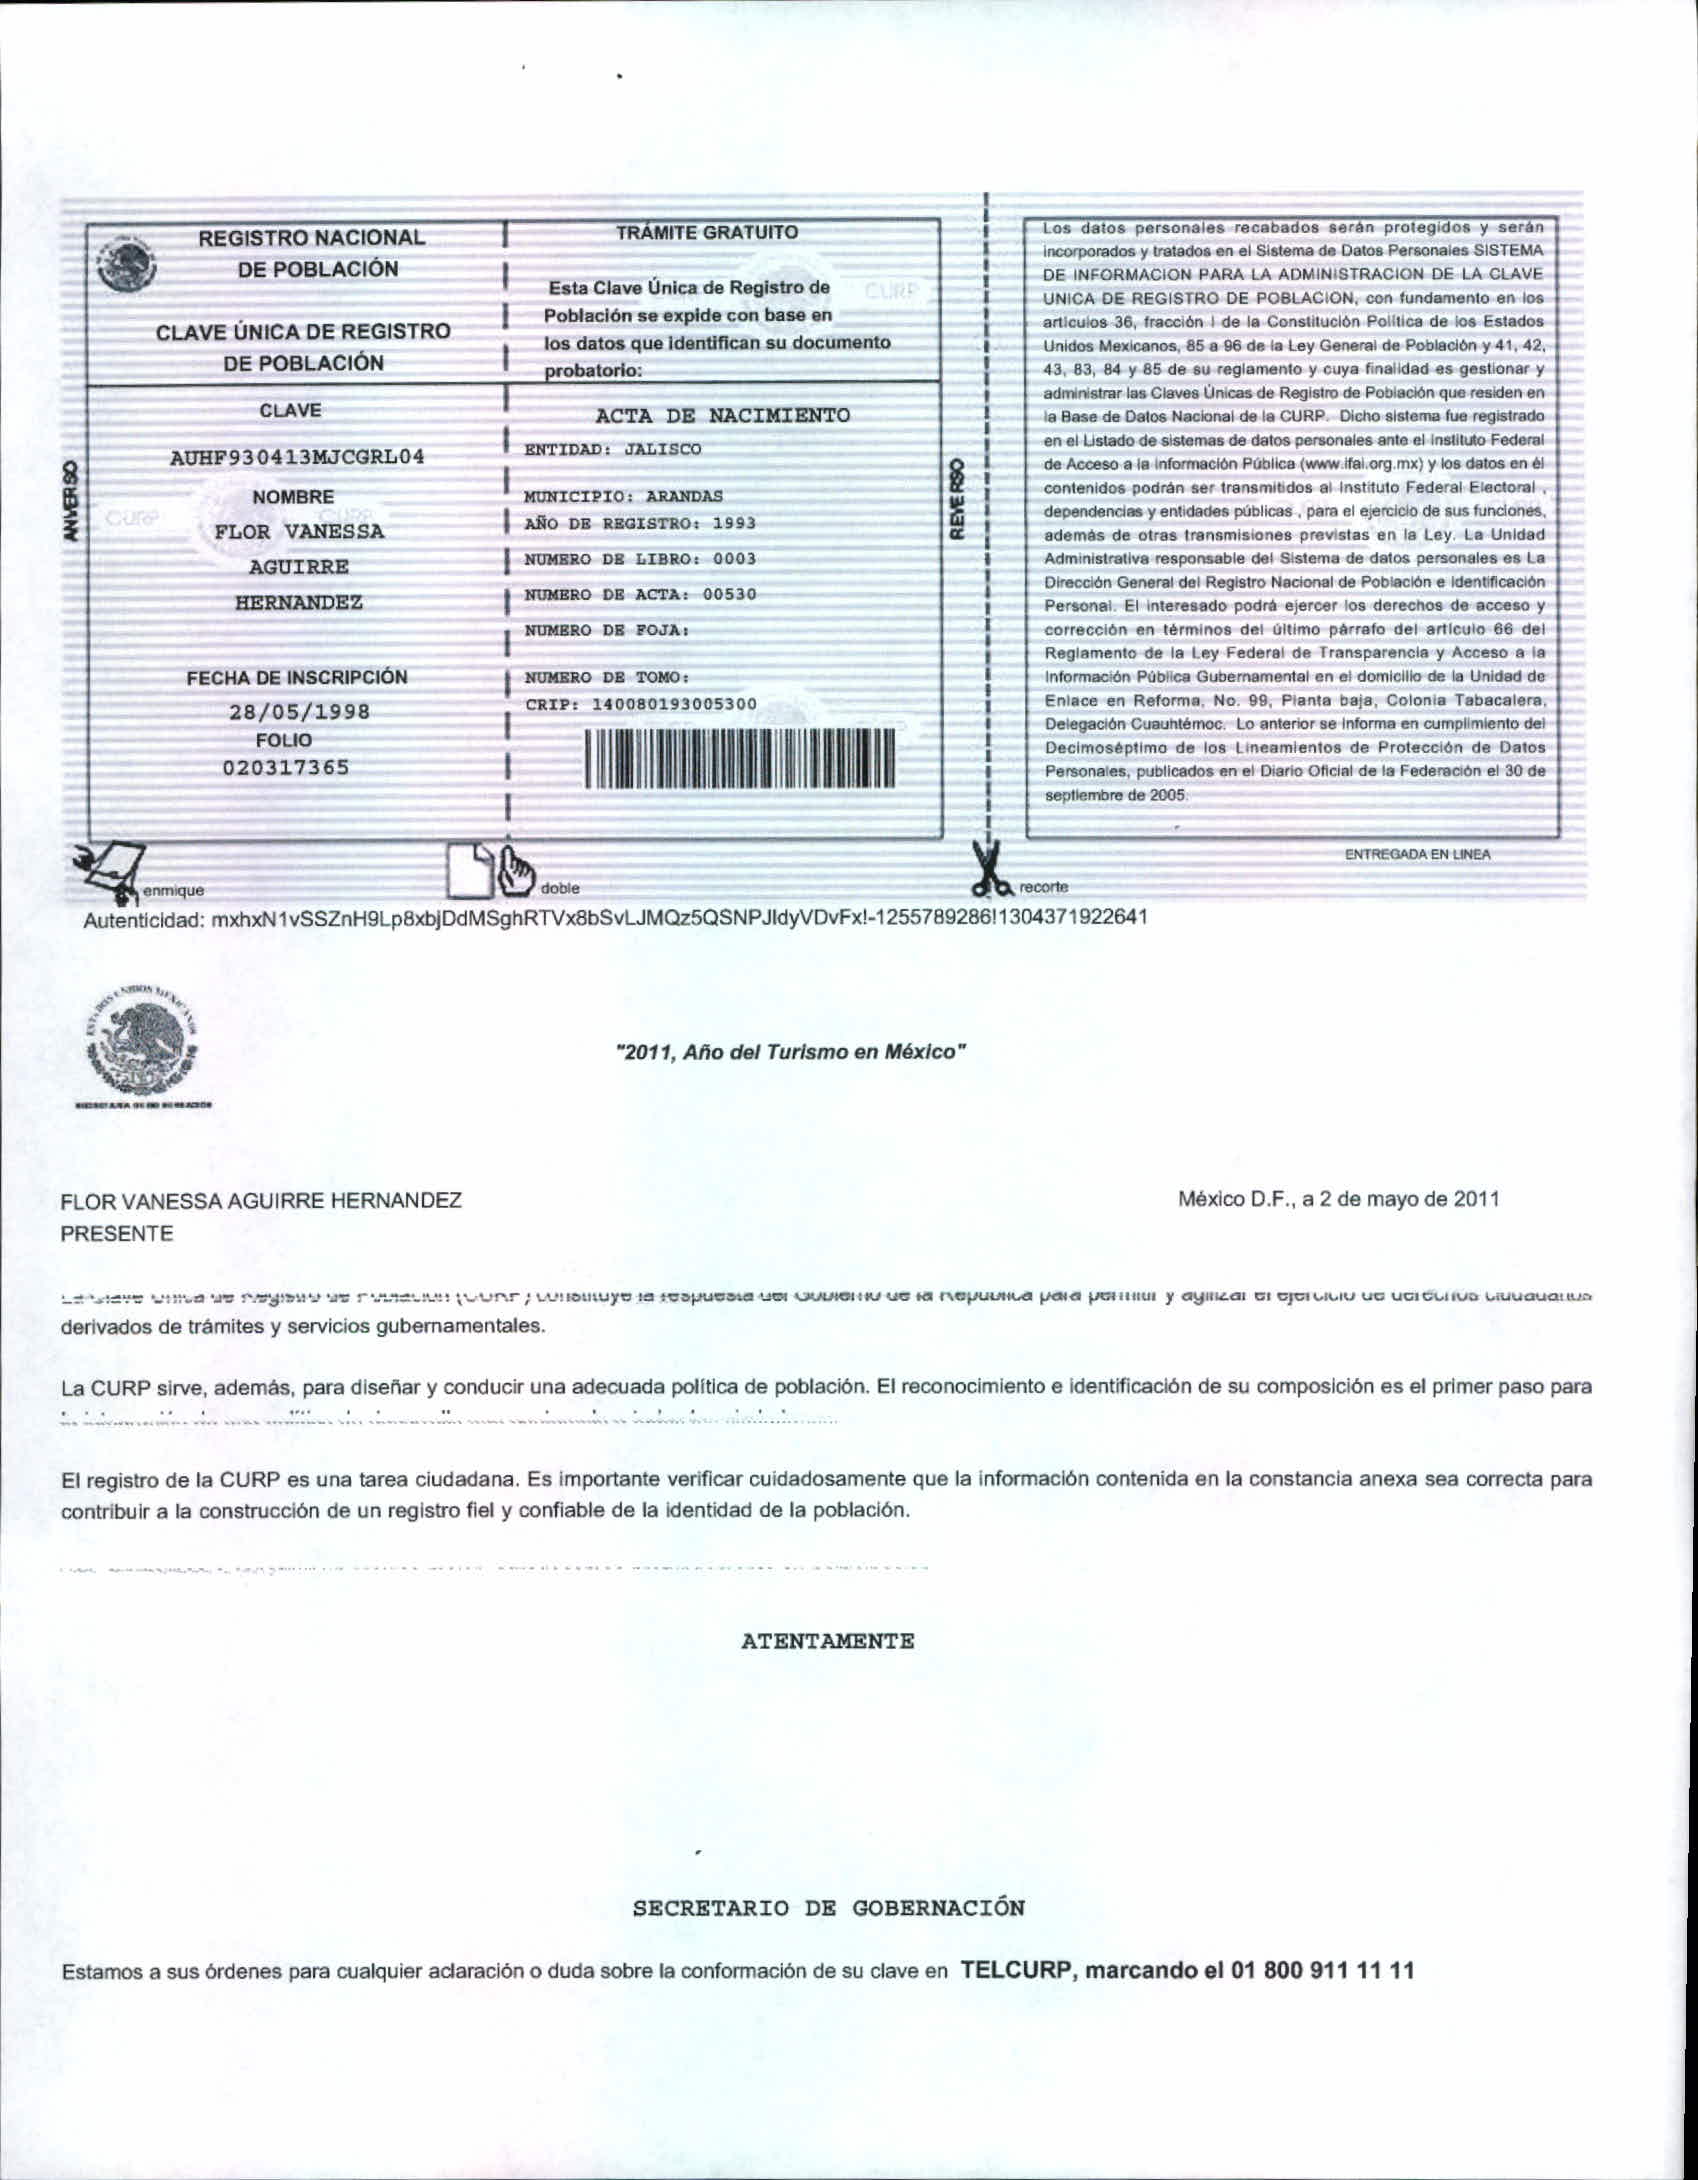 REGISTRO NACIONAL
DE POBLACIÓN
CLAVE ÚNICA DE REGISTRO
DE POBLACIÓN
CLAVE
AUHF930413MJCGRL04
NOMBRE
FLOR VANESSA
AGUIRRE
HERNANDEZ
FECHA DE INSCRIPCIÓN
28/05/1998
FOLIO
020317365
ANVERSO
TRÁMITE GRATUITO
Esta Clave Única de Registro de
Población se expide con base en
los datos que identifican su documento
probatorio:
CURP
ACTA DE NACIMIENTO
ENTIDAD: JALISCO
MUNICIPIO: ARANDAS
AÑO DE REGISTRO: 1993
NUMERO DE LIBRO: 0003
NUMERO DE ACTA: 00530
NUMERO DE FOJA:
NUMERO DE TOMO:
CRIP: 140080193005300
CURP CURP
REVERSO
Los datos personales recabados serán protegidos y serán
incorporados y tratados en el Sistema de Datos Personales SISTEMA
DE INFORMACION PARA LA ADMINISTRACION DE LA CLAVE
UNICA DE REGISTRO DE POBLACION, con fundamento en los
artículos 36, fracción I de la Constitución Política de los Estados
Unidos Mexicanos, 85 a 96 de la Ley General de Población y 41, 42,
43, 83, 84 y 85 de su reglamento y cuya finalidad es gestionar y
administrar las Claves Únicas de Registro de Población que residen en
la Base de Datos Nacional de la CURP. Dicho sistema fue registrado
en el Listado de sistemas de datos personales ante el Instituto Federal
de Acceso a la Información Pública (www.ifai.org.mx) y los datos en él
contenidos podrán ser transmitidos al Instituto Federal Electoral ,
dependencias y entidades públicas , para el ejercicio de sus funciones,
además de otras transmisiones previstas en la Ley. La Unidad
Administrativa responsable del Sistema de datos personales es La
Dirección General del Registro Nacional de Población e Identificación
Personal. El interesado podrá ejercer los derechos de acceso y
corrección en términos del último párrafo del artículo 66 del
Reglamento de la Ley Federal de Transparencia y Acceso a la
Información Pública Gubernamental en el domicilio de la Unidad de
Enlace en Reforma, No. 99, Planta baja, Colonia Tabacalera,
Delegación Cuauhtémoc. Lo anterior se informa en cumplimiento del
Decimoséptimo de los Lineamientos de Protección de Datos
Personales, publicados en el Diario Oficial de la Federación el 30 de
septiembre de 2005.
ENTREGADA EN LINEA
enmique
doble
recorte
Autenticidad: mxhxN1vSSZnH9Lp8xbjDdMSghRTVx8bSvLJMQz5QSNPJldyVDvFx!-1255789286!1304371922641
ESTADOS UNIDOS MEXICANOS
SECRETARIA DE GOBERNACION
"2011, Año del Turismo en México"
FLOR VANESSA AGUIRRE HERNANDEZ
México D.F., a 2 de mayo de 2011
PRESENTE
La Clave Única de Registro de Población (CURP) constituye la respuesta del Gobierno de la República para permitir y agilizar el ejercicio de derechos ciudadanos
derivados de trámites y servicios gubernamentales.
La CURP sirve, además, para diseñar y conducir una adecuada política de población. El reconocimiento e identificación de su composición es el primer paso para
El registro de la CURP es una tarea ciudadana. Es importante verificar cuidadosamente que la información contenida en la constancia anexa sea correcta para
contribuir a la construcción de un registro fiel y confiable de la identidad de la población.
ATENTAMENTE
SECRETARIO DE GOBERNACIÓN
Estamos a sus órdenes para cualquier aclaración o duda sobre la conformación de su clave en TELCURP, marcando el 01 800 911 11 11